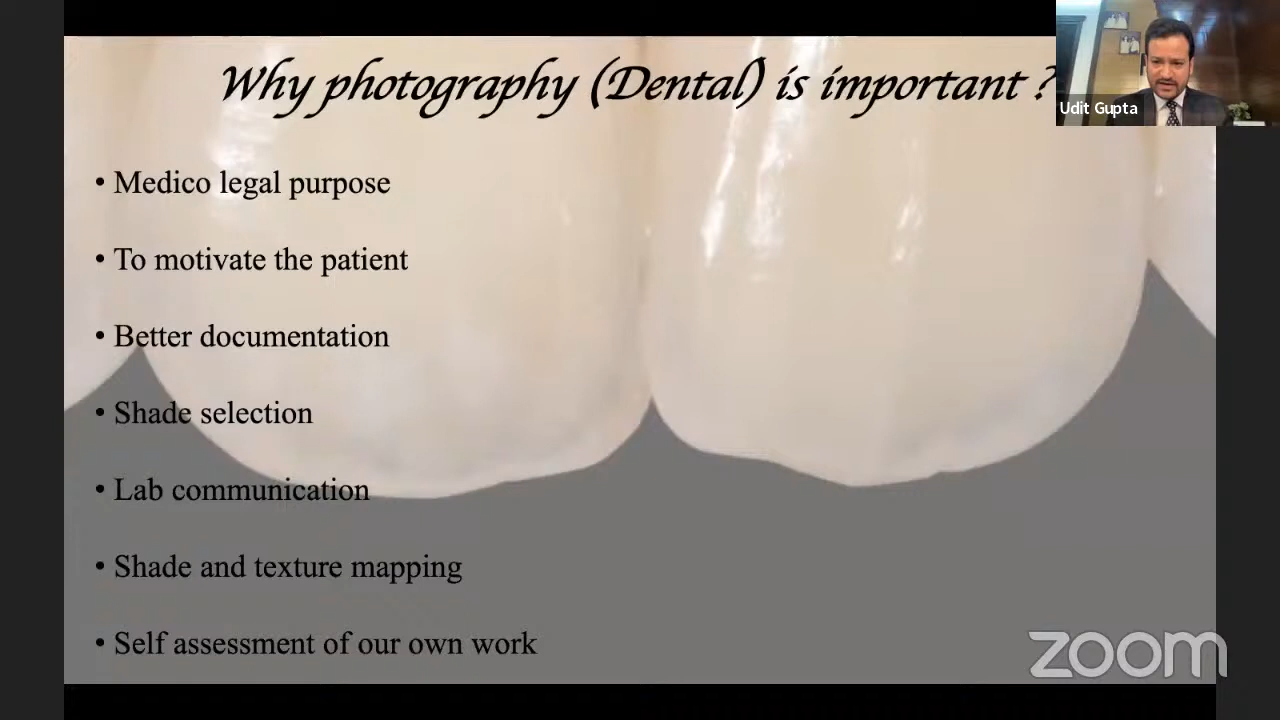 Why photography (Dental) is important ?
Udit Gupta
• Medico legal purpose
• To motivate the patient
• Better documentation
• Shade selection
• Lab communication
• Shade and texture mapping
• Self assessment of our own work
zoom